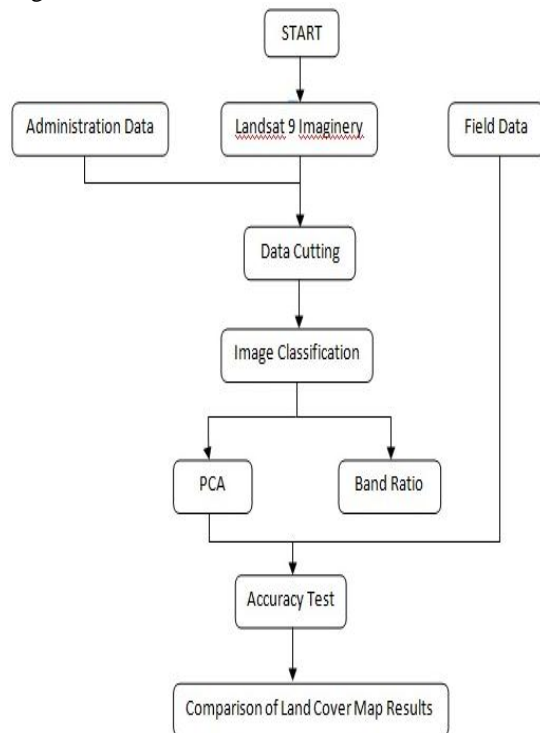 START
Administration Data
Landsat 9 Imaginery
Field Data
Data Cutting
Image Classification
PCA
Band Ratio
Accuracy Test
Comparison of Land Cover Map Results